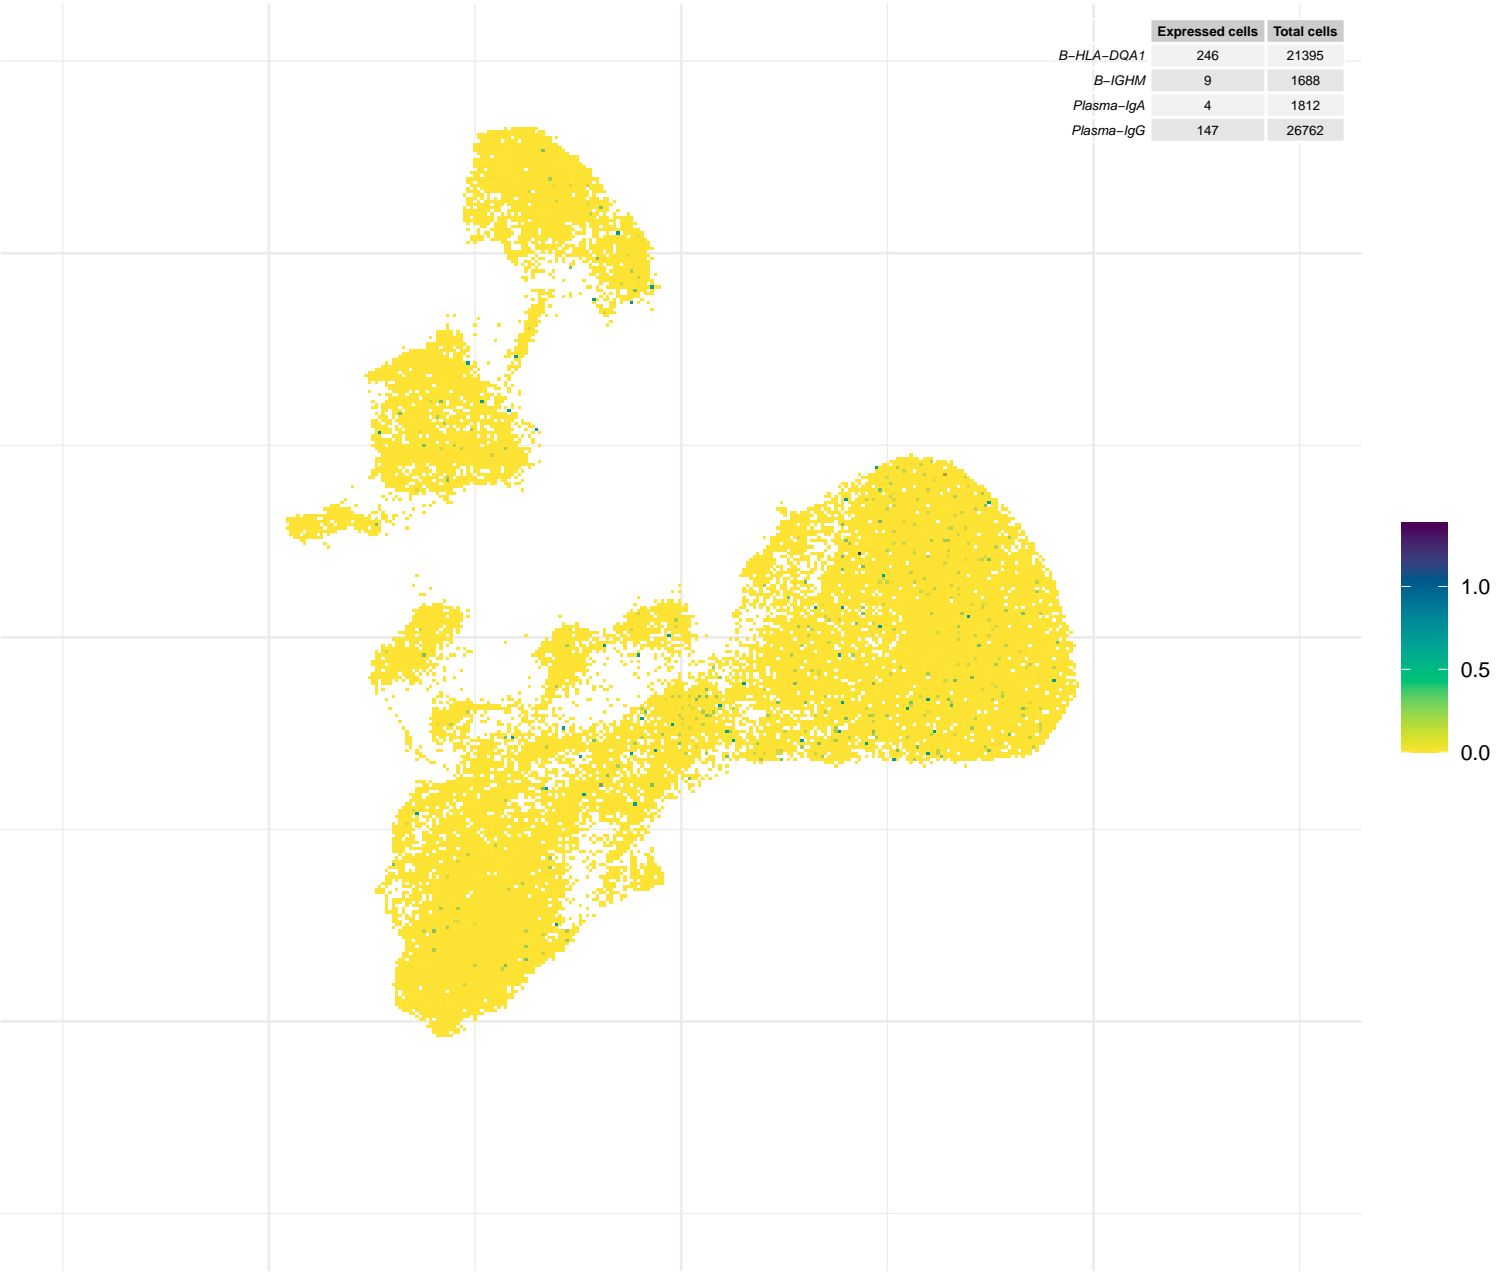 Expressed cells Total cells
B−HLA−DQA1 246 21395
B−IGHM 9 1688
Plasma−IgA 4 1812
Plasma−IgG 147 26762
1.0
0.5
0.0